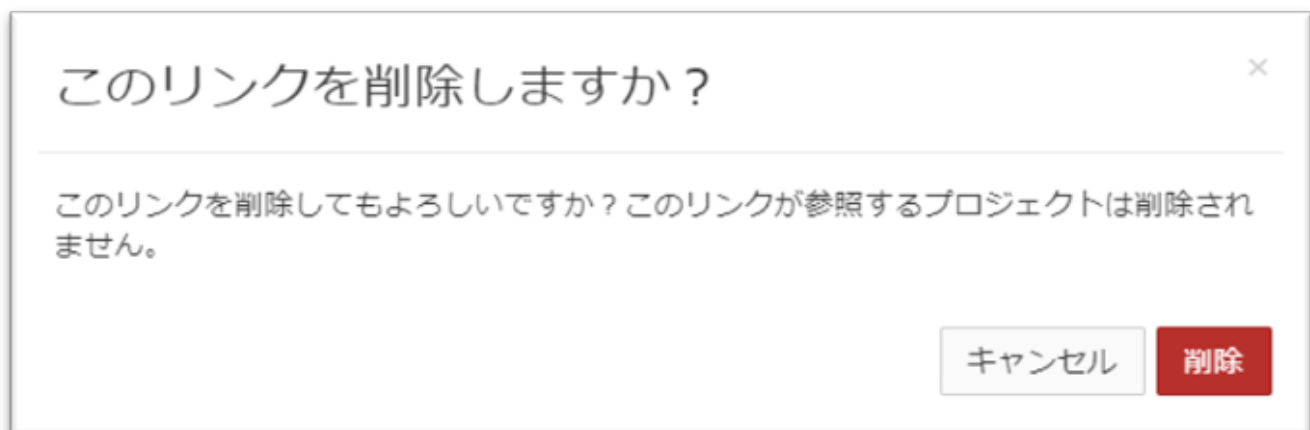 このリンクを削除しますか？
×
このリンクを削除してもよろしいですか？このリンクが参照するプロジェクトは削除され
ません。
キャンセル 削除